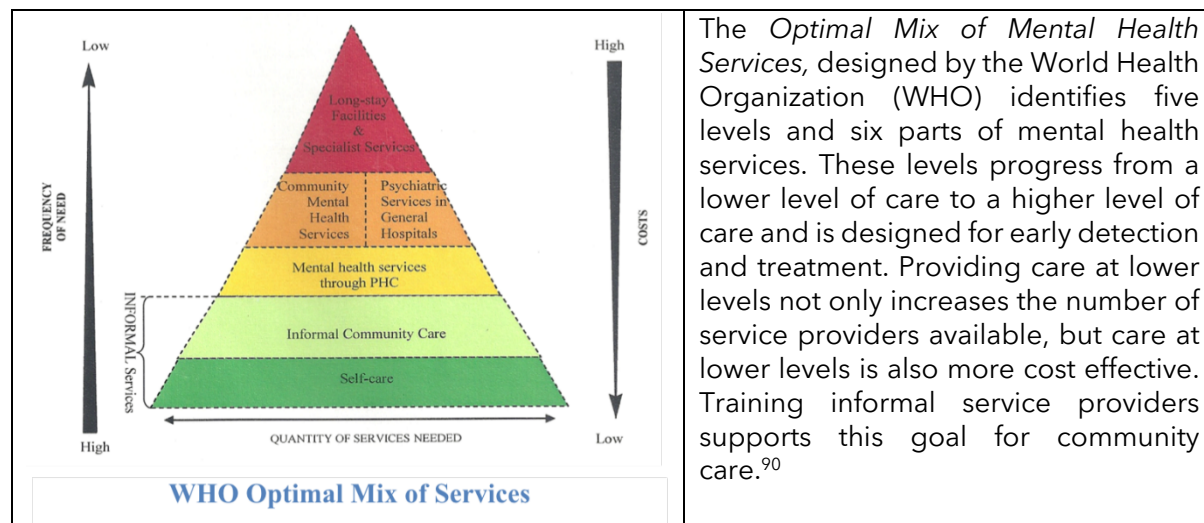 Low
High
Long-stay
Facilities
&
Specialist Services
Community
Mental
Health
Services
Psychiatric
Services in
General
Hospitals
FREQUENCY
OF NEED
COSTS
Mental health services
through PHC
INFORMAL Services
Informal Community Care
Self-care
QUANTITY OF SERVICES NEEDED
High
Low
WHO Optimal Mix of Services
The Optimal Mix of Mental Health
Services, designed by the World Health
Organization (WHO) identifies five
levels and six parts of mental health
services. These levels progress from a
lower level of care to a higher level of
care and is designed for early detection
and treatment. Providing care at lower
levels not only increases the number of
service providers available, but care at
lower levels is also more cost effective.
Training informal service providers
supports this goal for community
care.90